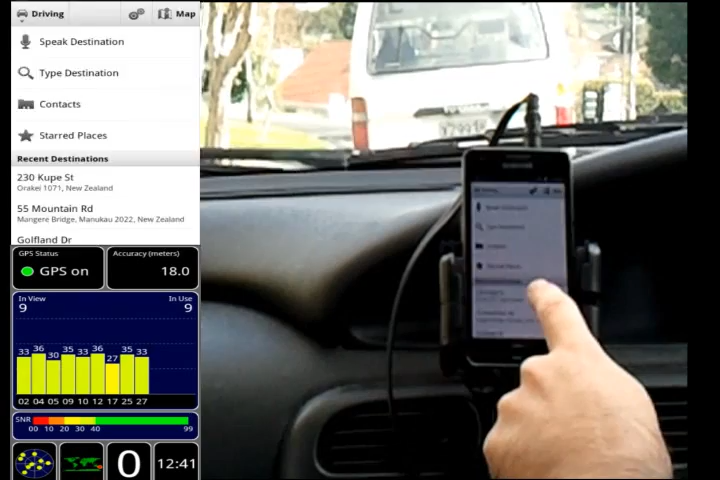 Driving
Map
Speak Destination
Type Destination
Contacts
Starred Places
Recent Destinations
230 Kupe St
Orakei 1071, New Zealand
55 Mountain Rd
Mangere Bridge, Manukau 2022, New Zealand
Golfland Dr
GPS Status
GPS on
Accuracy (meters)
18.0
In View
9
In Use
9
33 36 30 35 33 36 27 35 33
02 04 05 09 10 12 17 25 27
SNR
00 10 20 30 40 99
0
12:41
SAMSUNG